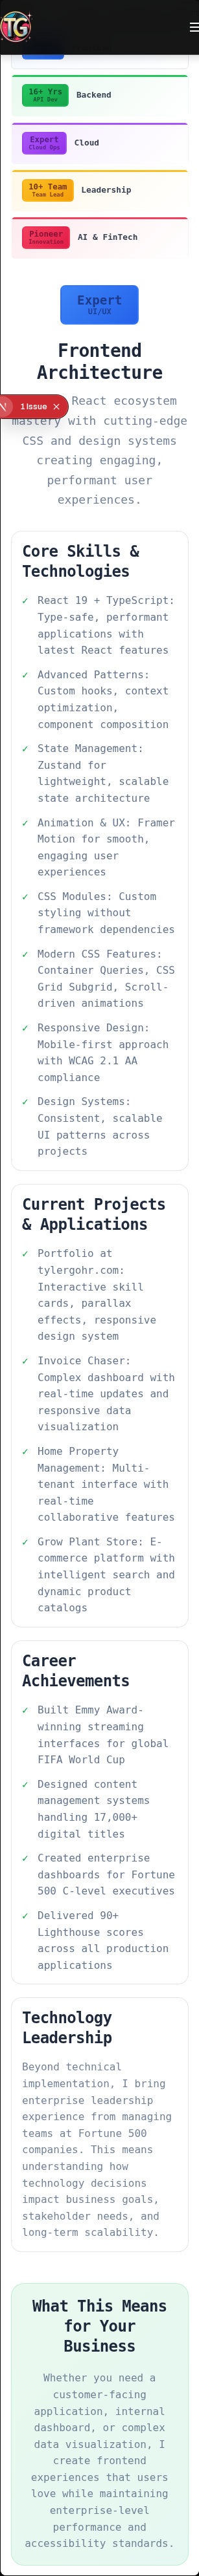 TG
16+ Yrs
API Dev
Backend
Expert
Cloud Ops
Cloud
10+ Team
Team Lead
Leadership
Pioneer
Innovation
AI & FinTech
Expert
UI/UX
Frontend
Architecture
React ecosystem
mastery with cutting-edge
CSS and design systems
creating engaging,
performant user
experiences.
1 Issue ×
Core Skills &
Technologies
✓ React 19 + TypeScript:
Type-safe, performant
applications with
latest React features
✓ Advanced Patterns:
Custom hooks, context
optimization,
component composition
✓ State Management:
Zustand for
lightweight, scalable
state architecture
✓ Animation & UX: Framer
Motion for smooth,
engaging user
experiences
✓ CSS Modules: Custom
styling without
framework dependencies
✓ Modern CSS Features:
Container Queries, CSS
Grid Subgrid, Scroll-
driven animations
✓ Responsive Design:
Mobile-first approach
with WCAG 2.1 AA
compliance
✓ Design Systems:
Consistent, scalable
UI patterns across
projects
Current Projects
& Applications
✓ Portfolio at
tylergohr.com:
Interactive skill
cards, parallax
effects, responsive
design system
✓ Invoice Chaser:
Complex dashboard with
real-time updates and
responsive data
visualization
✓ Home Property
Management: Multi-
tenant interface with
real-time
collaborative features
✓ Grow Plant Store: E-
commerce platform with
intelligent search and
dynamic product
catalogs
Career
Achievements
✓ Built Emmy Award-
winning streaming
interfaces for global
FIFA World Cup
✓ Designed content
management systems
handling 17,000+
digital titles
✓ Created enterprise
dashboards for Fortune
500 C-level executives
✓ Delivered 90+
Lighthouse scores
across all production
applications
Technology
Leadership
Beyond technical
implementation, I bring
enterprise leadership
experience from managing
teams at Fortune 500
companies. This means
understanding how
technology decisions
impact business goals,
stakeholder needs, and
long-term scalability.
What This Means
for Your
Business
Whether you need a
customer-facing
application, internal
dashboard, or complex
data visualization, I
create frontend
experiences that users
love while maintaining
enterprise-level
performance and
accessibility standards.